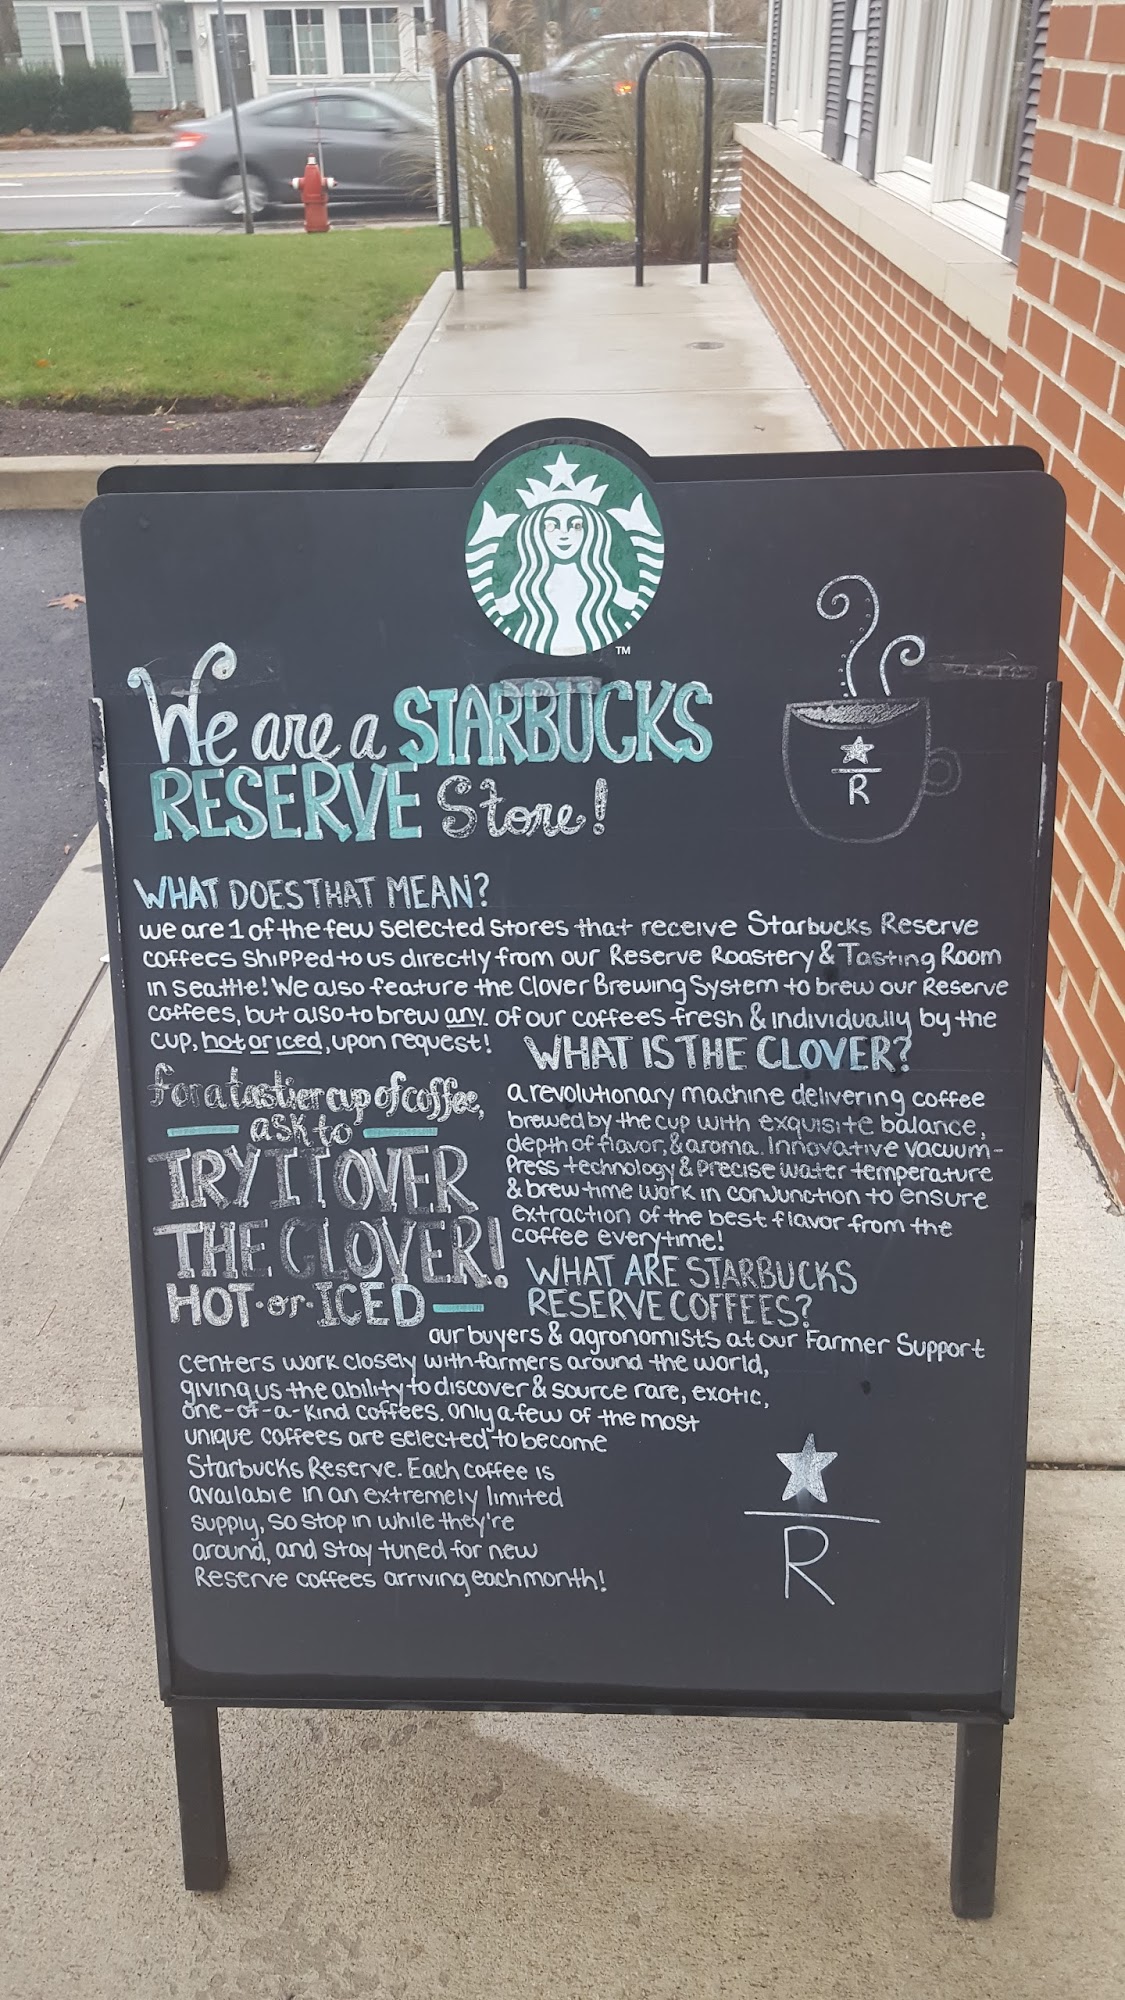 TM
We are a STARBUCKS
RESERVE Store!
R
WHAT DOES THAT MEAN?
we are 1 of the few selected stores that receive Starbucks Reserve
coffees shipped to us directly from our Reserve Roastery & Tasting Room
in Seattle! We also feature the Clover Brewing System to brew our Reserve
coffees, but also to brew any of our coffees fresh & individually by the
cup, hot or iced, upon request!
for a tastier cup of coffee,
ask to
TRY IT OVER
THE CLOVER!
HOT -or- ICED
WHAT IS THE CLOVER?
a revolutionary machine delivering coffee
brewed by the cup with exquisite balance,
depth of flavor, & aroma. Innovative vacuum-
press technology & precise water temperature
& brew time work in conjunction to ensure
extraction of the best flavor from the
coffee everytime!
WHAT ARE STARBUCKS
RESERVE COFFEES?
our buyers & agronomists at our Farmer Support
centers work closely with farmers around the world,
giving us the ability to discover & source rare, exotic,
one-of-a-kind coffees. only a few of the most
unique coffees are selected to become
Starbucks Reserve. Each coffee is
available in an extremely limited
supply, so stop in while they're
around, and stay tuned for new
Reserve coffees arriving each month!
R